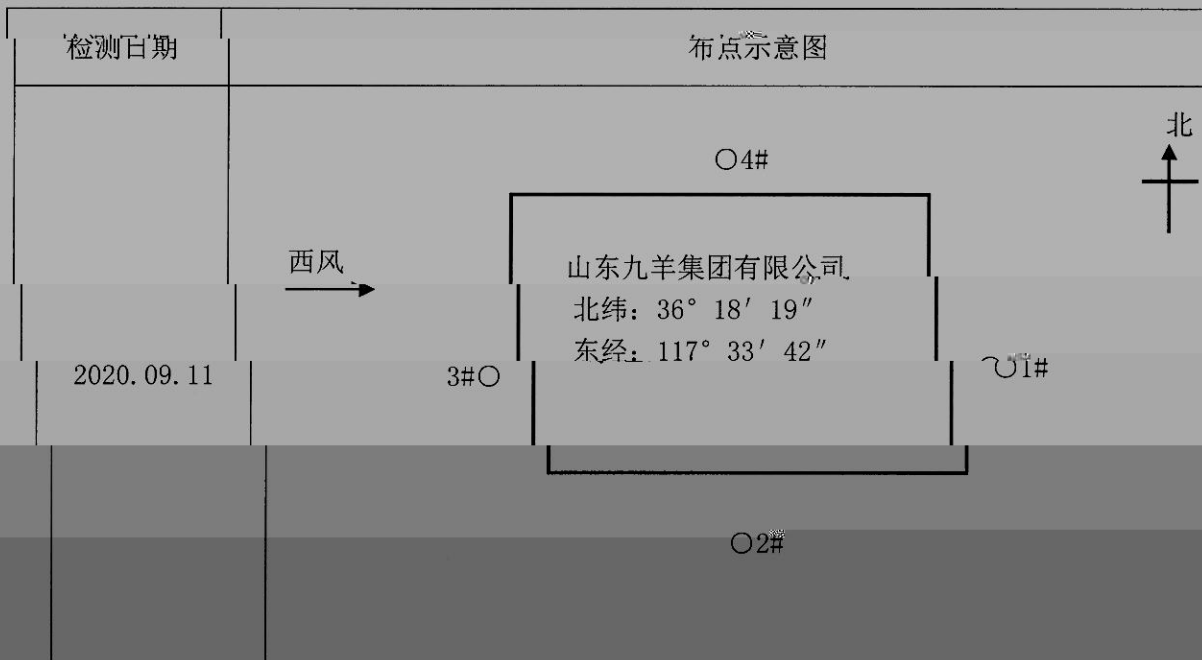 检测日期
布点示意图
北
○4#
西风
山东九羊集团有限公司
北纬：36° 18′ 19″
东经：117° 33′ 42″
2020.09.11
3#○
○1#
○2#